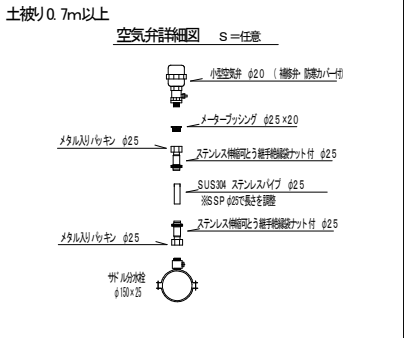 土被り0.7m以上
空気弁詳細図 S=任意
小型空気弁 φ20 (補修弁・防寒カバー付)
メーターブッシング φ25×20
メタル入りパッキン φ25
ステンレス伸縮可とう継手絶縁袋ナット付 φ25
SUS304 ステンレスパイプ φ25
※SSP φ25で長さを調整
ステンレス伸縮可とう継手絶縁袋ナット付 φ25
メタル入りパッキン φ25
サドル分水栓
φ150×25